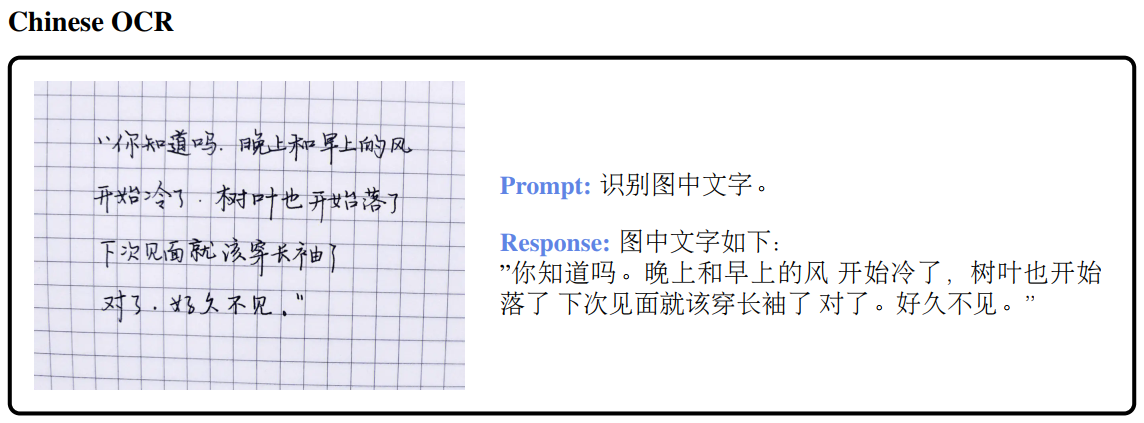 Chinese OCR
“你知道吗.晚上和早上的风
开始冷了.树叶也开始落了
下次见面就该穿长袖了
对了.好久不见。”
Prompt: 识别图中文字。
Response: 图中文字如下：
”你知道吗。晚上和早上的风 开始冷了，树叶也开始
落了 下次见面就该穿长袖了 对了。好久不见。”